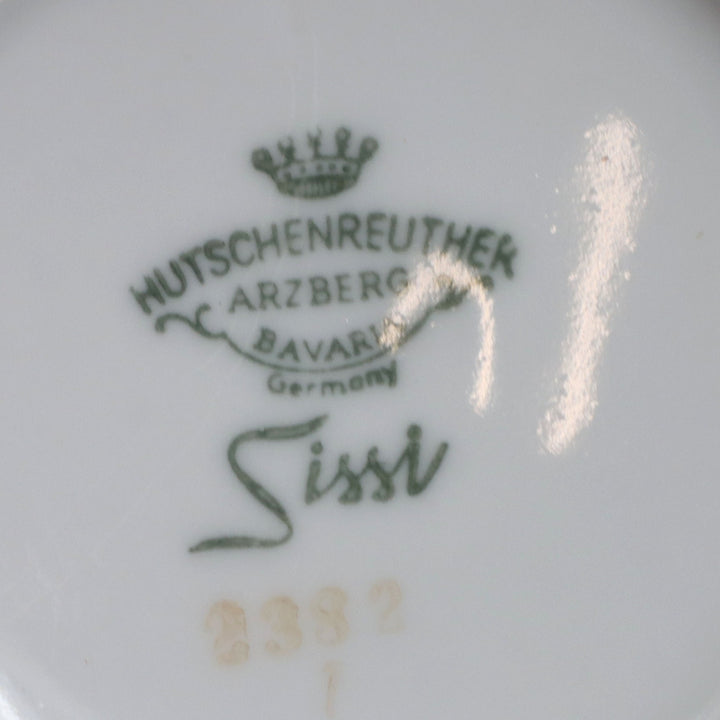 HUTSCHENREUTHER
ARZBERG
BAVARIA
Germany
Sissi
2382